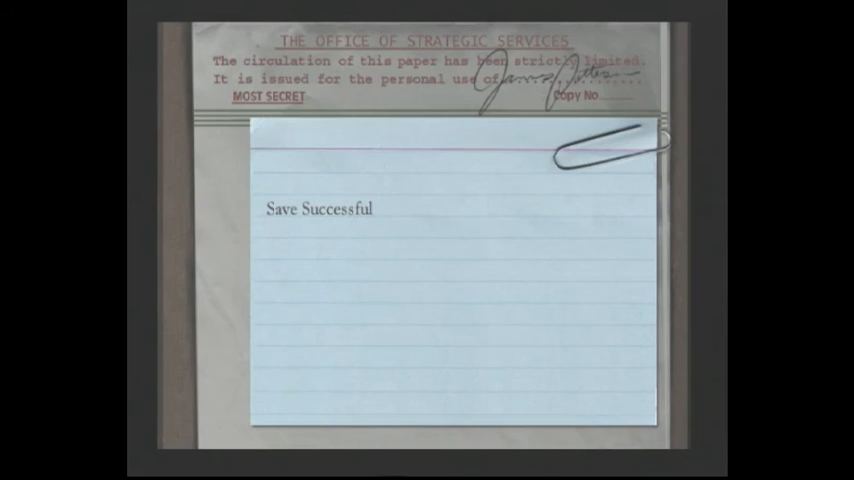 THE OFFICE OF STRATEGIC SERVICES
The circulation of this paper has been strictly limited.
It is issued for the personal use of
MOST SECRET
Copy No
Save Successful